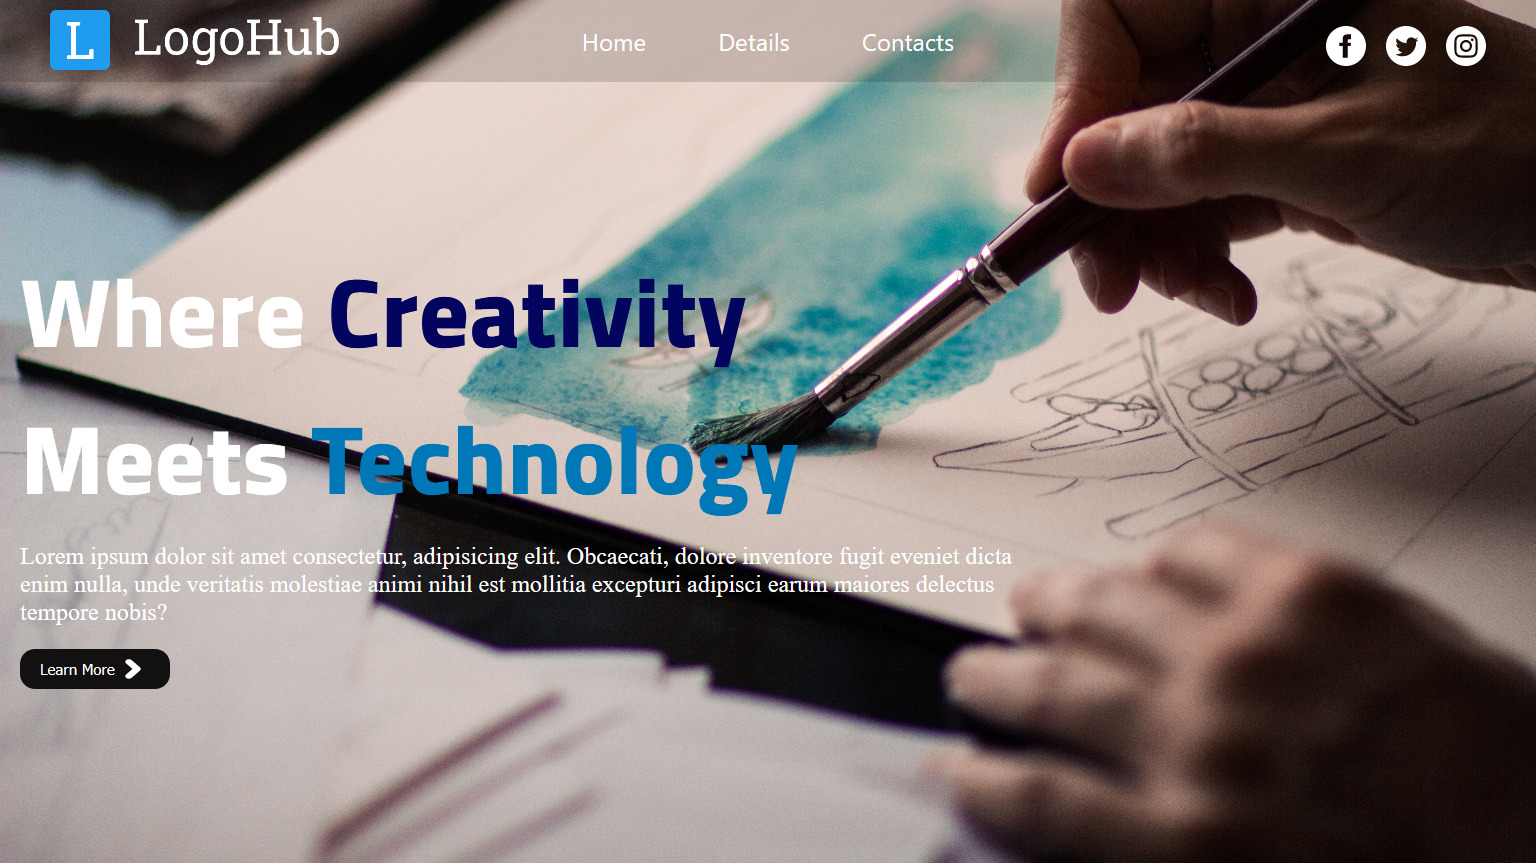 L LogoHub
Home Details Contacts
Where Creativity
Meets Technology
Lorem ipsum dolor sit amet consectetur, adipisicing elit. Obcaecati, dolore inventore fugit eveniet dicta
enim nulla, unde veritatis molestiae animi nihil est mollitia excepturi adipisci earum maiores delectus
tempore nobis?
Learn More